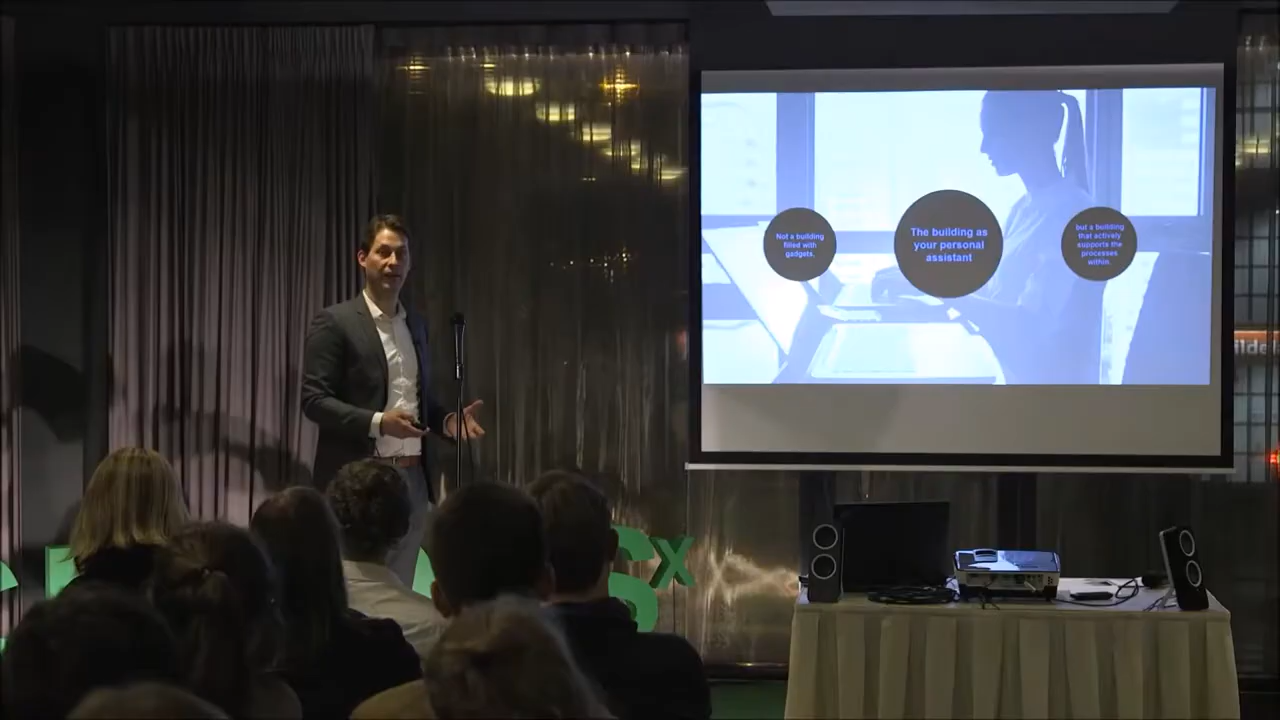 Not a building
filled with
gadgets,
The building as
your personal
assistant
but a building
that actively
supports the
processes
within.
x